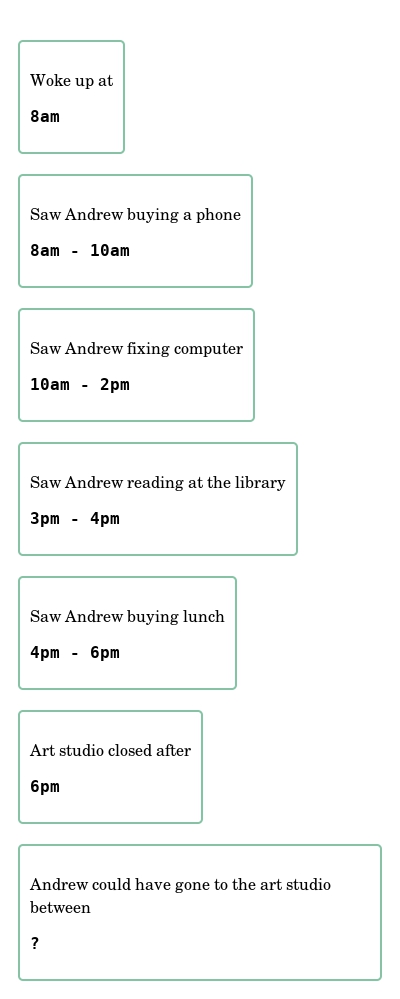 Woke up at
8am
Saw Andrew buying a phone
8am - 10am
Saw Andrew fixing computer
10am - 2pm
Saw Andrew reading at the library
3pm - 4pm
Saw Andrew buying lunch
4pm - 6pm
Art studio closed after
6pm
Andrew could have gone to the art studio
between
?